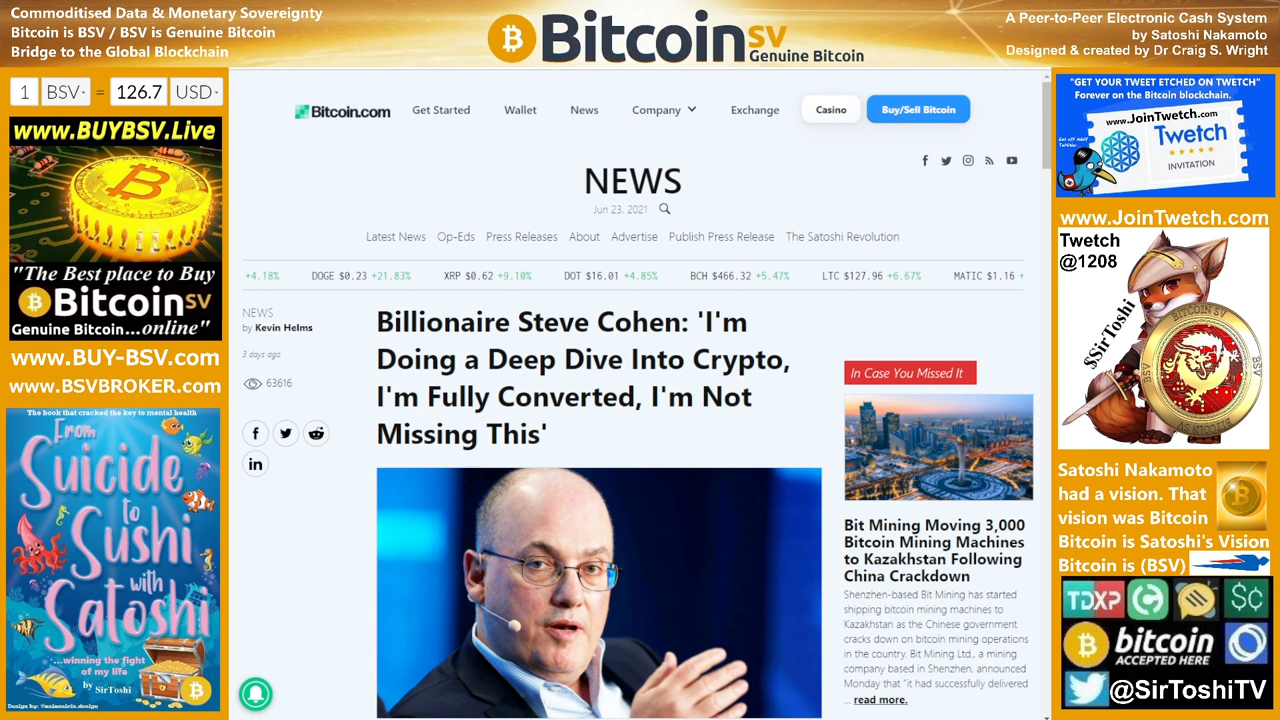 Commoditised Data & Monetary Sovereignty
Bitcoin is BSV / BSV is Genuine Bitcoin
Bridge to the Global Blockchain
Bitcoin SV
Genuine Bitcoin
A Peer-to-Peer Electronic Cash System
by Satoshi Nakamoto
Designed & created by Dr Craig S. Wright
1 BSV = 126.7 USD
www.BUYBSV.Live
"The Best place to Buy
Bitcoin SV
Genuine Bitcoin...online"
www.BUY-BSV.com
www.BSVBROKER.com
The book that cracked the key to mental health
From
Suicide
to
Sushi
with
Satoshi
...winning the fight
of my life
by SirToshi
Bitcoin.com Get Started Wallet News Company Exchange Casino Buy/Sell Bitcoin
NEWS
Jun 23, 2021
Latest News Op-Eds Press Releases About Advertise Publish Press Release The Satoshi Revolution
+4.18% DOGE $0.23 +21.83% XRP $0.62 +9.10% DOT $16.01 +4.85% BCH $466.32 +5.47% LTC $127.96 +6.67% MATIC $1.16 +
NEWS
by Kevin Helms
3 days ago
63616
Billionaire Steve Cohen: 'I'm
Doing a Deep Dive Into Crypto,
I'm Fully Converted, I'm Not
Missing This'
In Case You Missed It
Bit Mining Moving 3,000
Bitcoin Mining Machines
to Kazakhstan Following
China Crackdown
Shenzhen-based Bit Mining has started
shipping bitcoin mining machines to
Kazakhstan as the Chinese government
cracks down on bitcoin mining operations
in the country. Bit Mining Ltd., a mining
company based in Shenzhen, announced
Monday that "it had successfully delivered
... read more.
"GET YOUR TWEET ETCHED ON TWETCH"
Forever on the Bitcoin blockchain.
www.JoinTwetch.com
Twetch
INVITATION
www.JoinTwetch.com
Twetch
@1208
$SirToshi
BITCOIN SV
BSV
BSV
BITCOIN SV
Satoshi Nakamoto
had a vision. That
vision was Bitcoin
Bitcoin is Satoshi's Vision
Bitcoin is (BSV)
TDXP
bitcoin
ACCEPTED HERE
@SirToshiTV